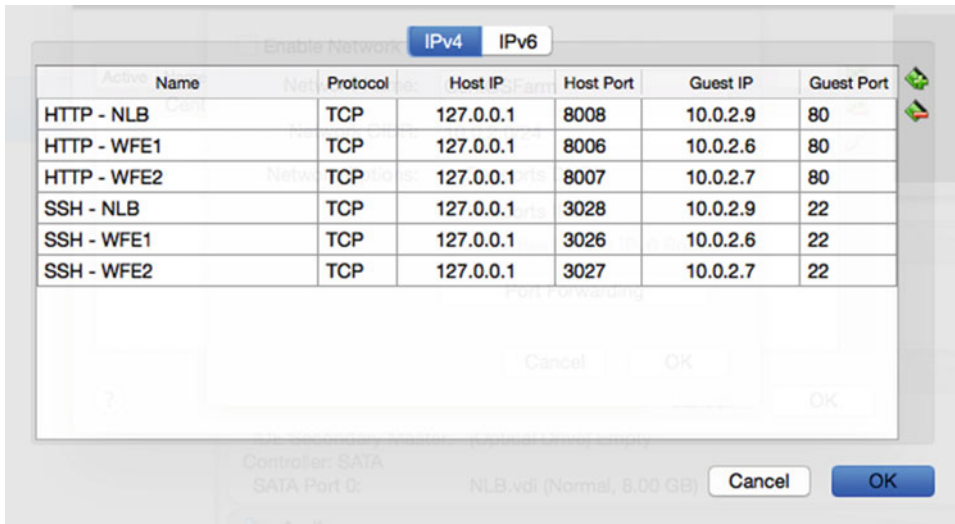 IPv4 IPv6
Name Protocol Host IP Host Port Guest IP Guest Port
HTTP - NLB TCP 127.0.0.1 8008 10.0.2.9 80
HTTP - WFE1 TCP 127.0.0.1 8006 10.0.2.6 80
HTTP - WFE2 TCP 127.0.0.1 8007 10.0.2.7 80
SSH - NLB TCP 127.0.0.1 3028 10.0.2.9 22
SSH - WFE1 TCP 127.0.0.1 3026 10.0.2.6 22
SSH - WFE2 TCP 127.0.0.1 3027 10.0.2.7 22
Enable Network
Active
Port Forwarding
Cancel OK
? OK
Controller: SATA
SATA Port 0: NLB.vdi (Normal, 8.00 GB)
Cancel OK